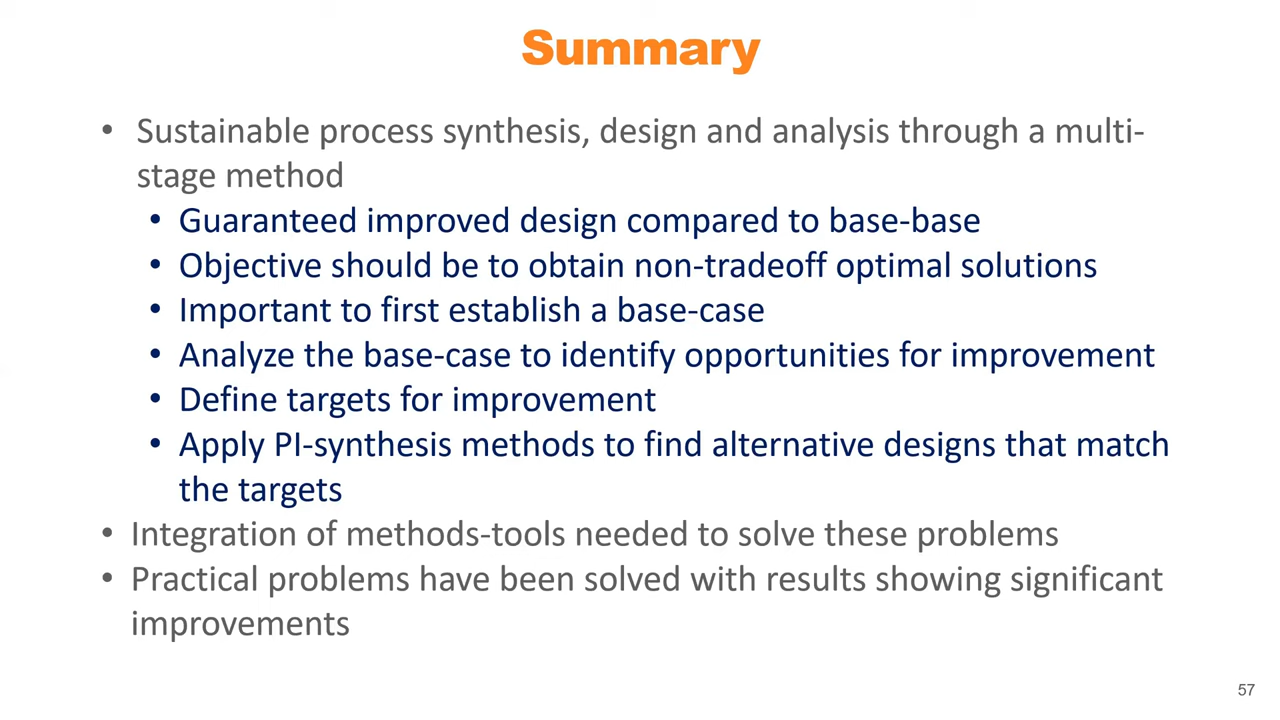 Summary
• Sustainable process synthesis, design and analysis through a multi-
stage method
• Guaranteed improved design compared to base-base
• Objective should be to obtain non-tradeoff optimal solutions
• Important to first establish a base-case
• Analyze the base-case to identify opportunities for improvement
• Define targets for improvement
• Apply PI-synthesis methods to find alternative designs that match
the targets
• Integration of methods-tools needed to solve these problems
• Practical problems have been solved with results showing significant
improvements
57